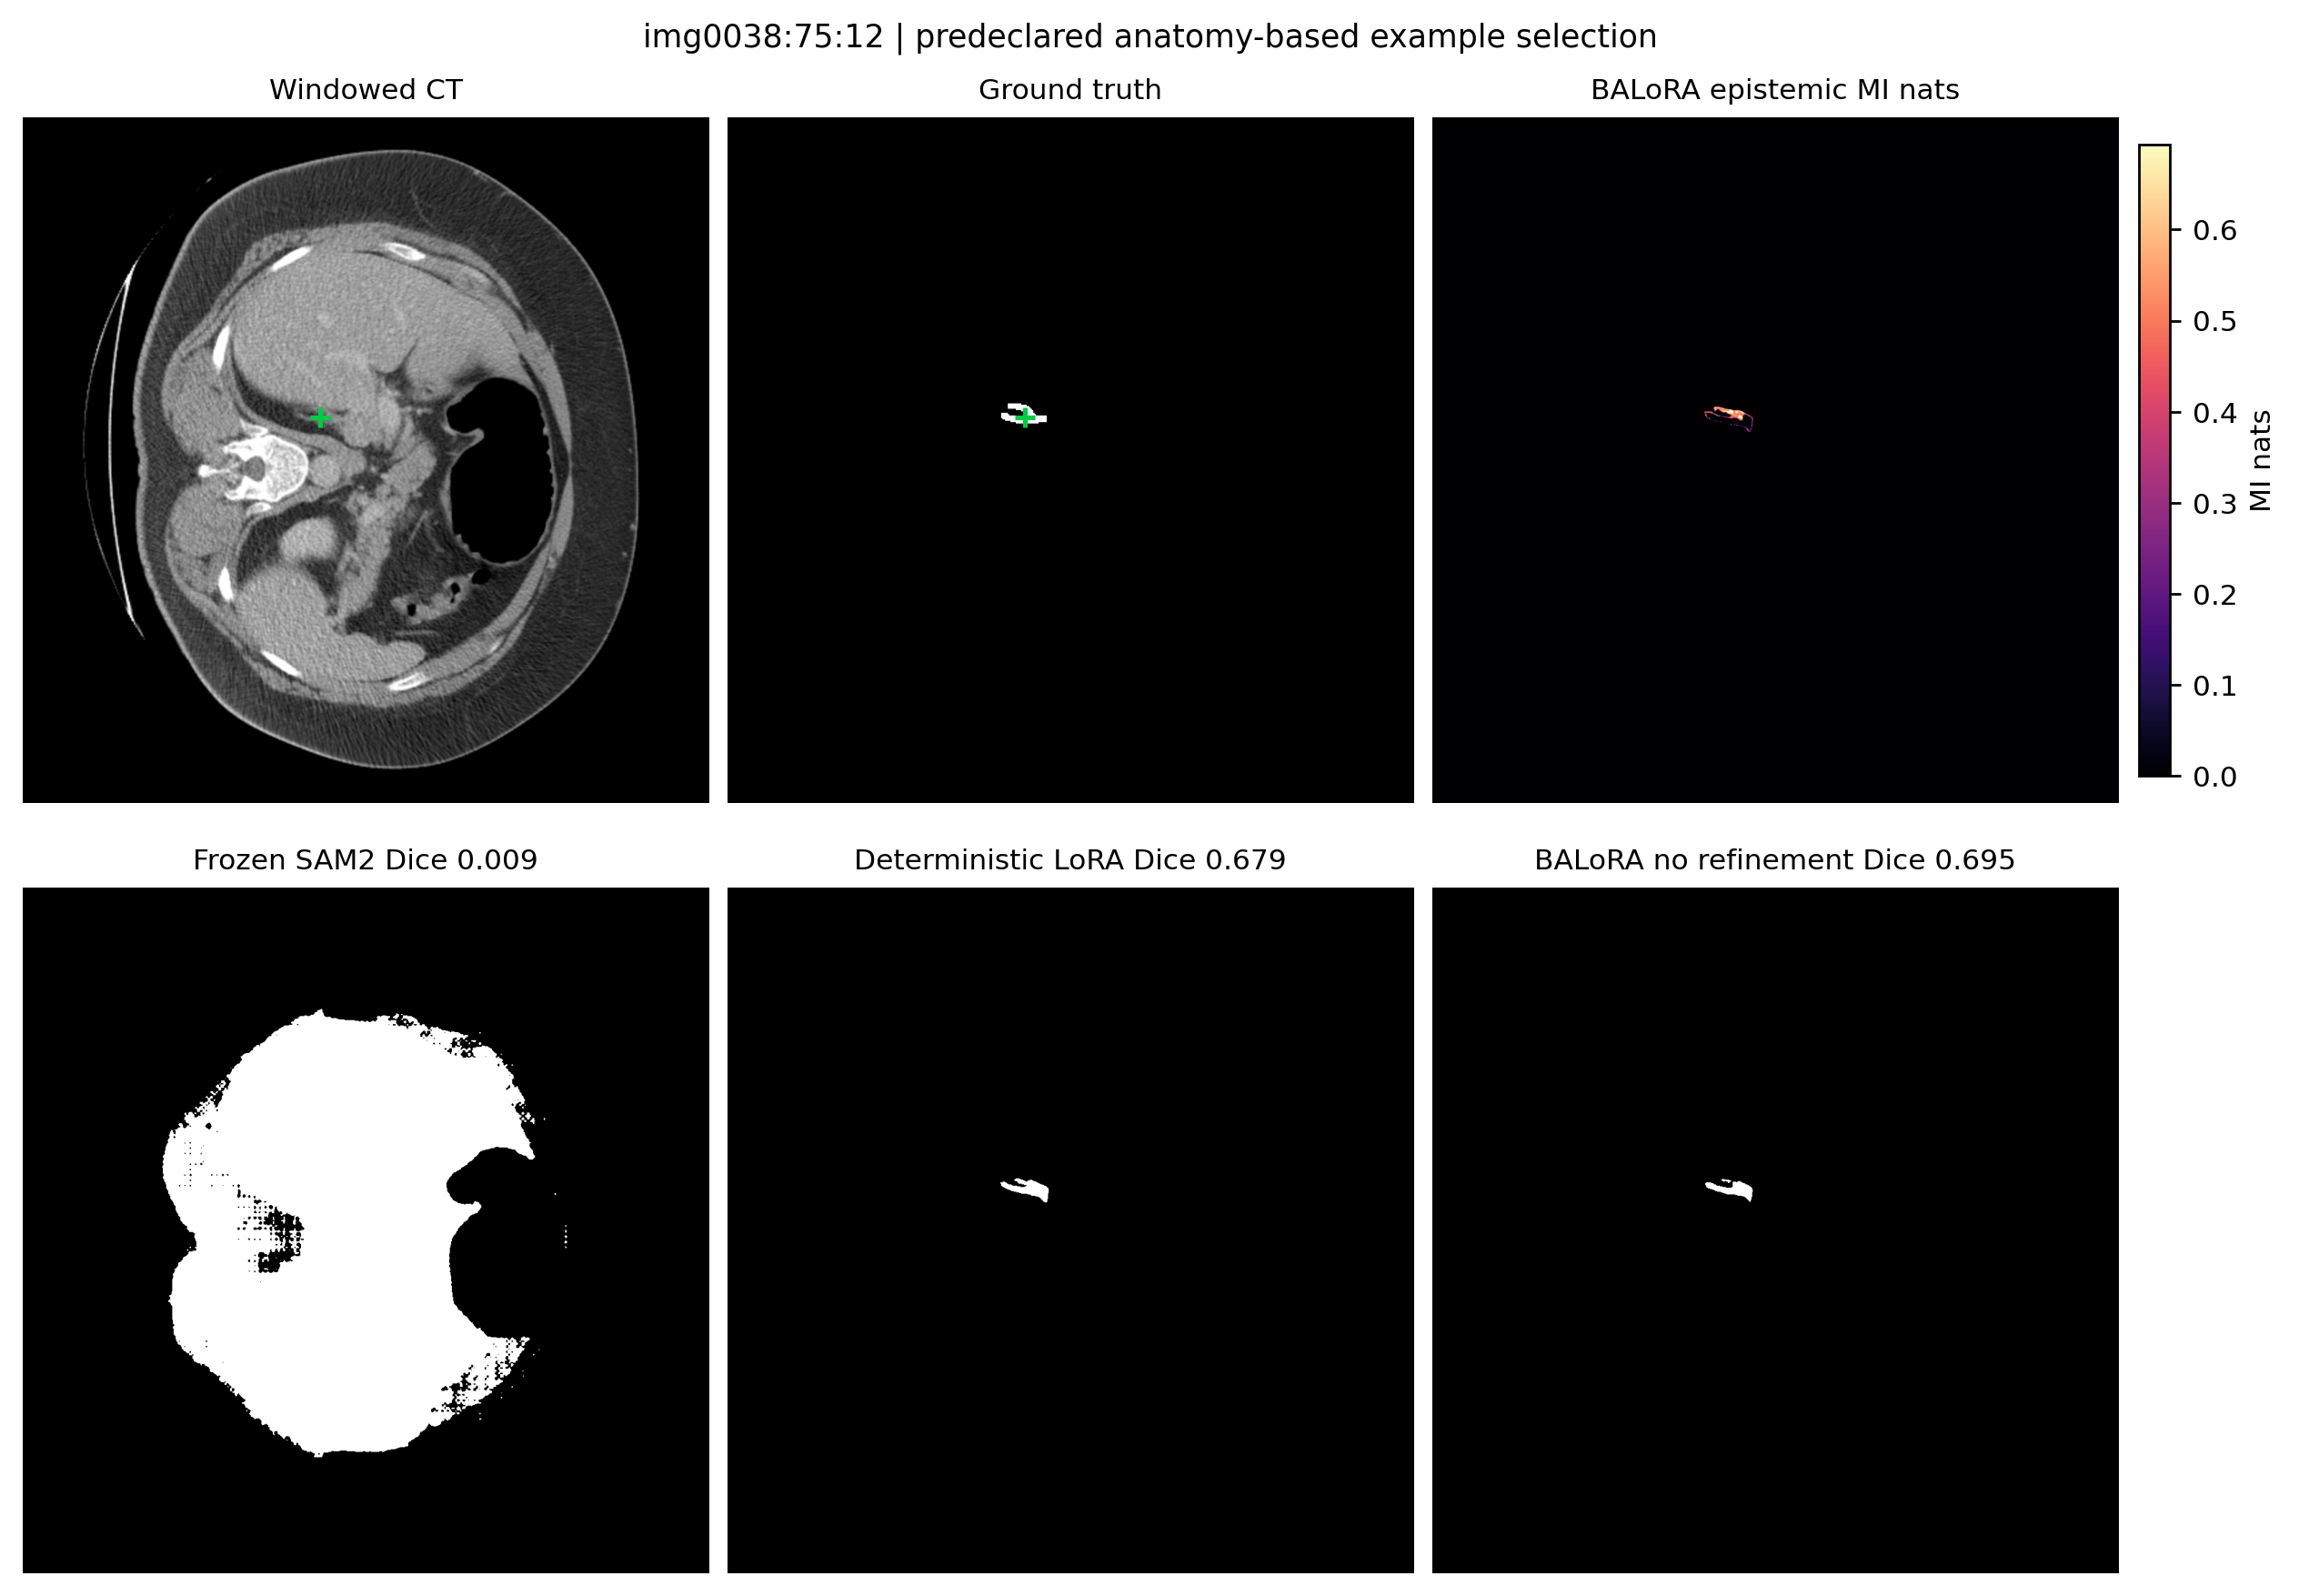 img0038:75:12 | predeclared anatomy-based example selection
Windowed CT
Ground truth
BALoRA epistemic MI nats
0.6
0.5
0.4
0.3
0.2
0.1
0.0
MI nats
Frozen SAM2 Dice 0.009
Deterministic LoRA Dice 0.679
BALoRA no refinement Dice 0.695